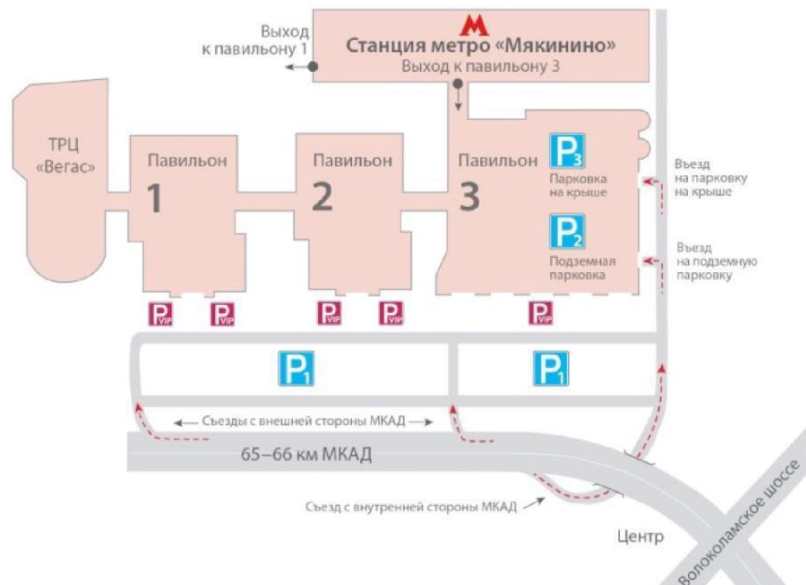 Выход
к павильону 1
М
Станция метро «Мякинино»
Выход к павильону 3
ТРЦ
«Вегас»
Павильон
1
Павильон
2
Павильон
3
P3
Парковка
на крыше
P2
Подземная
парковка
Въезд
на парковку
на крыше
Въезд
на подземную
парковку
P VIP
P VIP
P VIP
P VIP
P VIP
P1
P1
Съезды с внешней стороны МКАД
65–66 км МКАД
Съезд с внутренней стороны МКАД
Центр
Волоколамское шоссе